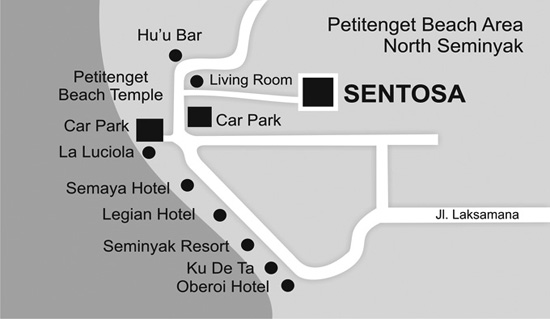 Petitenget Beach Area
North Seminyak
Hu'u Bar
Living Room
Petitenget
Beach Temple
SENTOSA
Car Park
Car Park
La Luciola
Semaya Hotel
Legian Hotel
Jl. Laksamana
Seminyak Resort
Ku De Ta
Oberoi Hotel